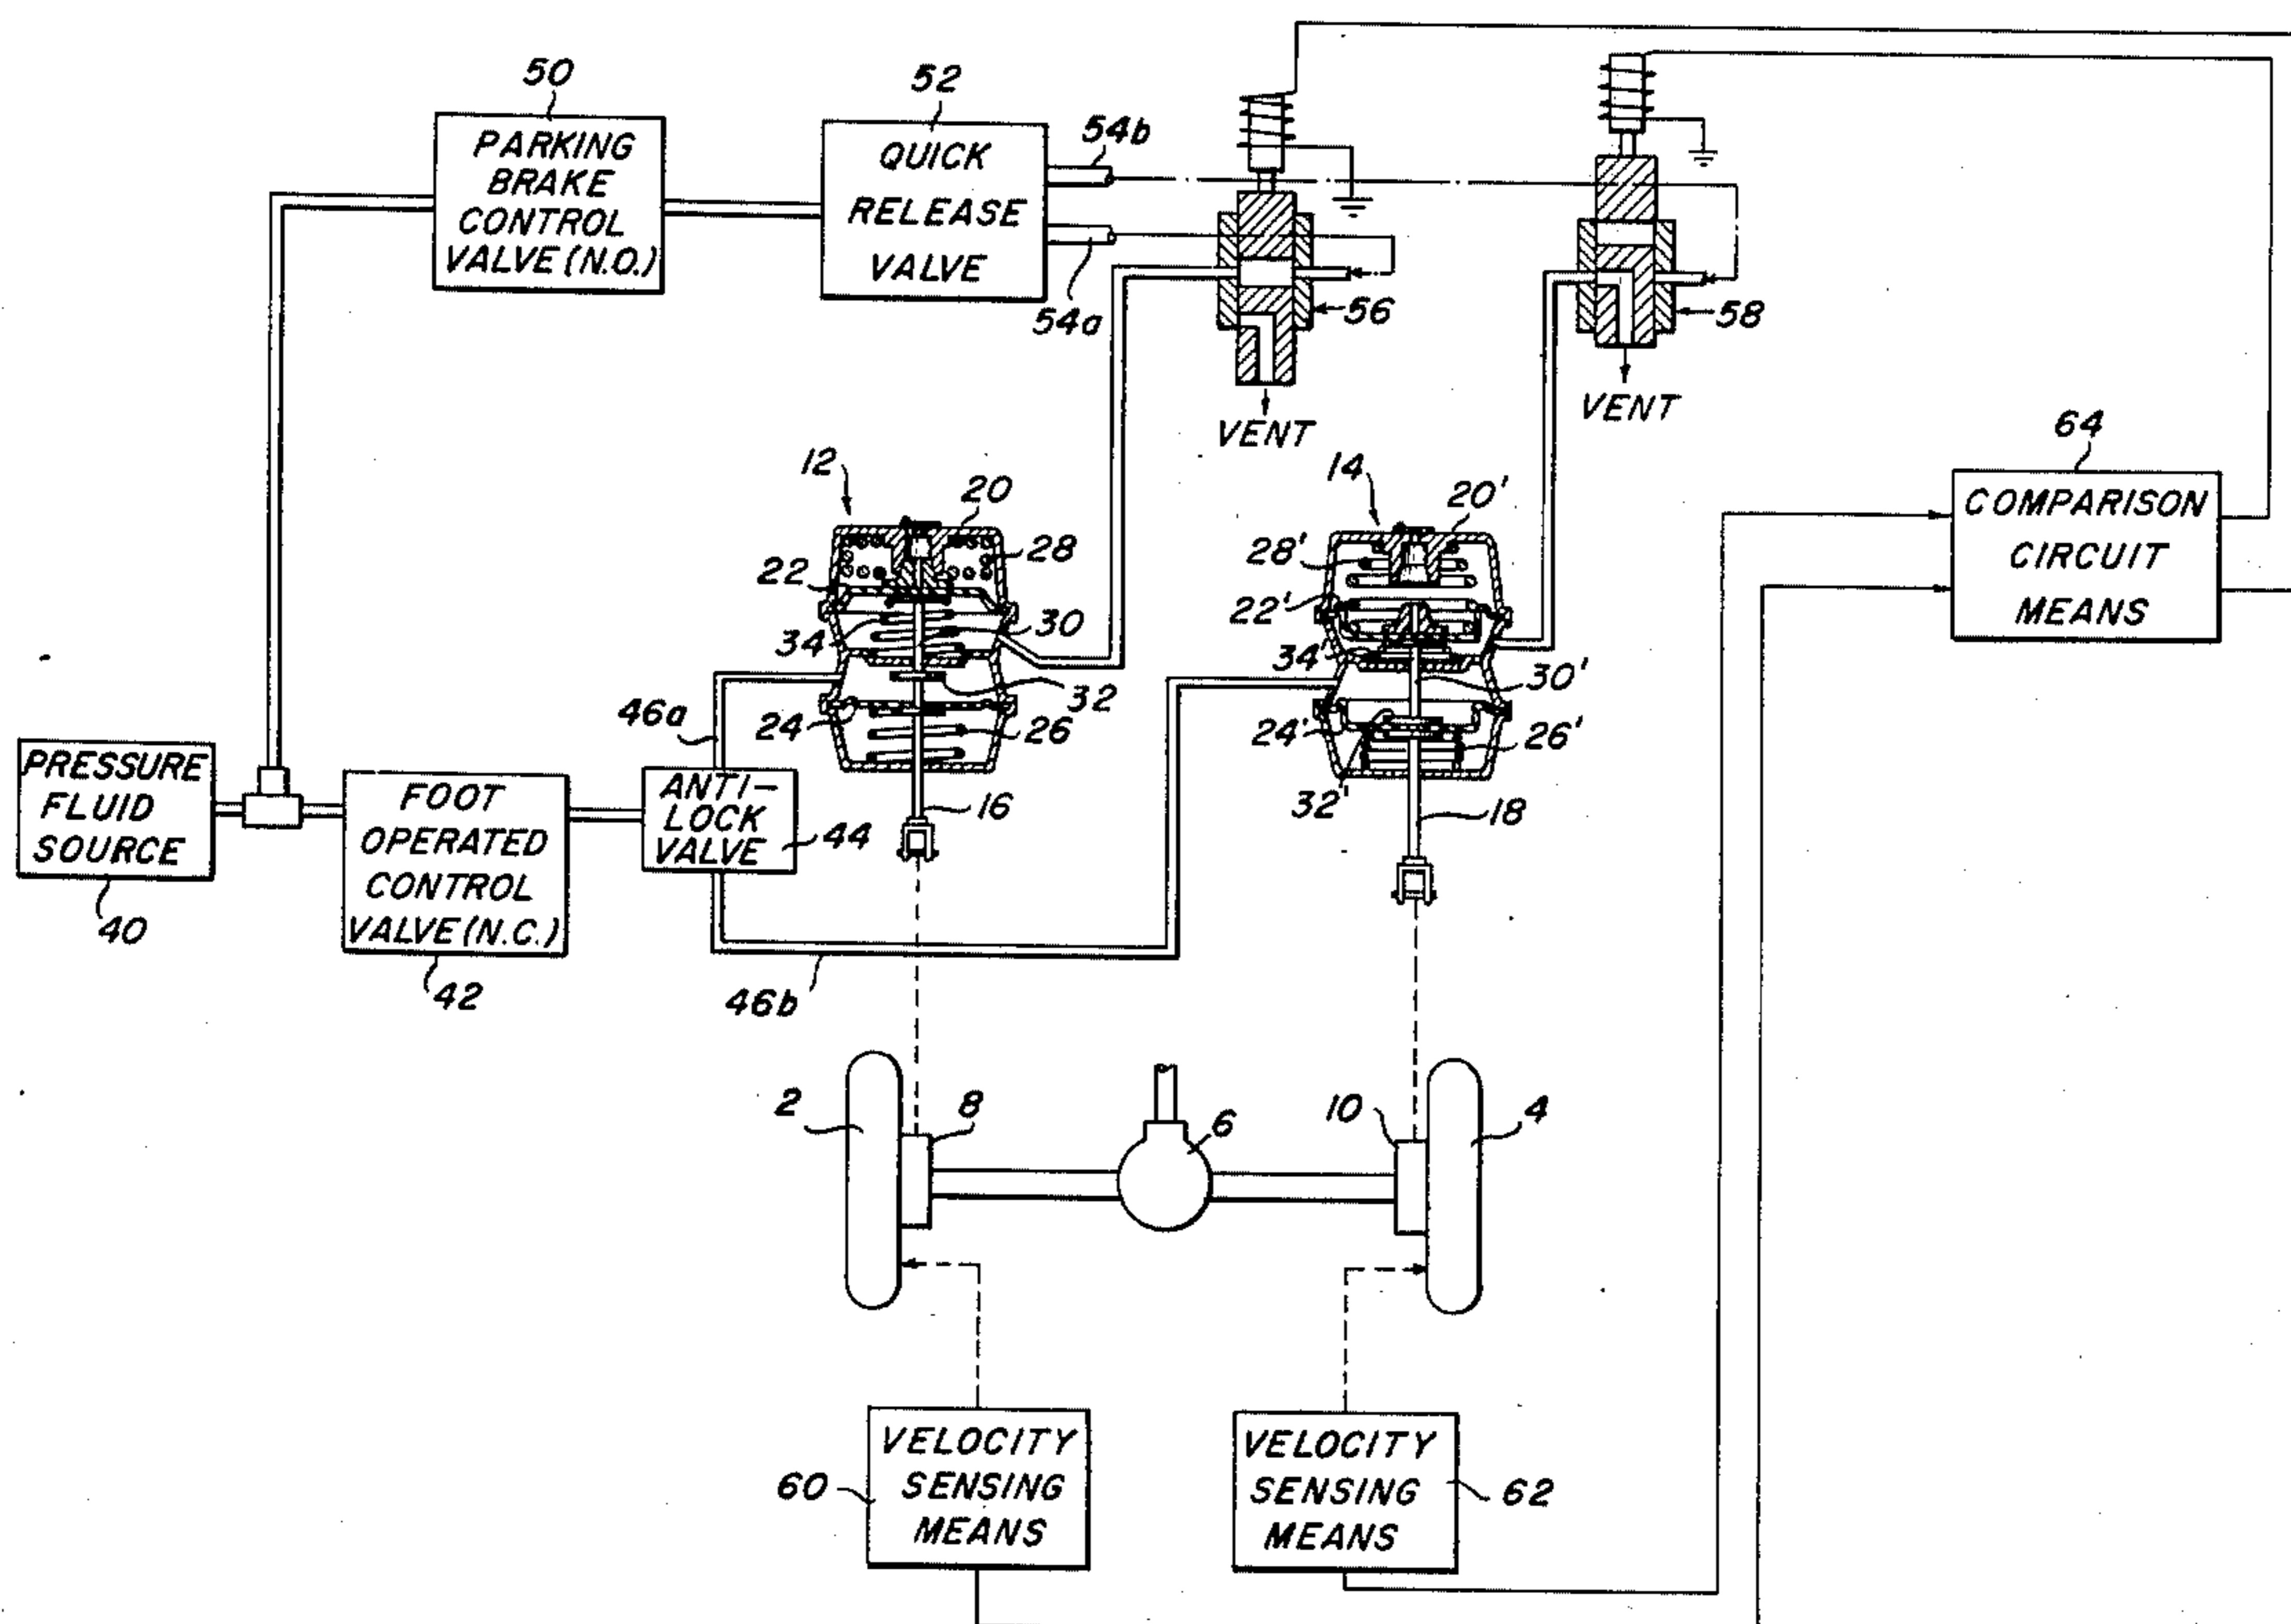 50
PARKING
BRAKE
CONTROL
VALVE (N.O.)
52
QUICK
RELEASE
VALVE
54b
54a
56
VENT
58
VENT
64
COMPARISON
CIRCUIT
MEANS
12
20
28
22
34
30
32
24
26
16
14
20'
28'
22'
34'
30'
24'
26'
32'
18
PRESSURE
FLUID
SOURCE
40
FOOT
OPERATED
CONTROL
VALVE (N.C.)
42
ANTI-
LOCK
VALVE
44
46a
46b
2
8
6
10
4
60
VELOCITY
SENSING
MEANS
VELOCITY
SENSING
MEANS
62